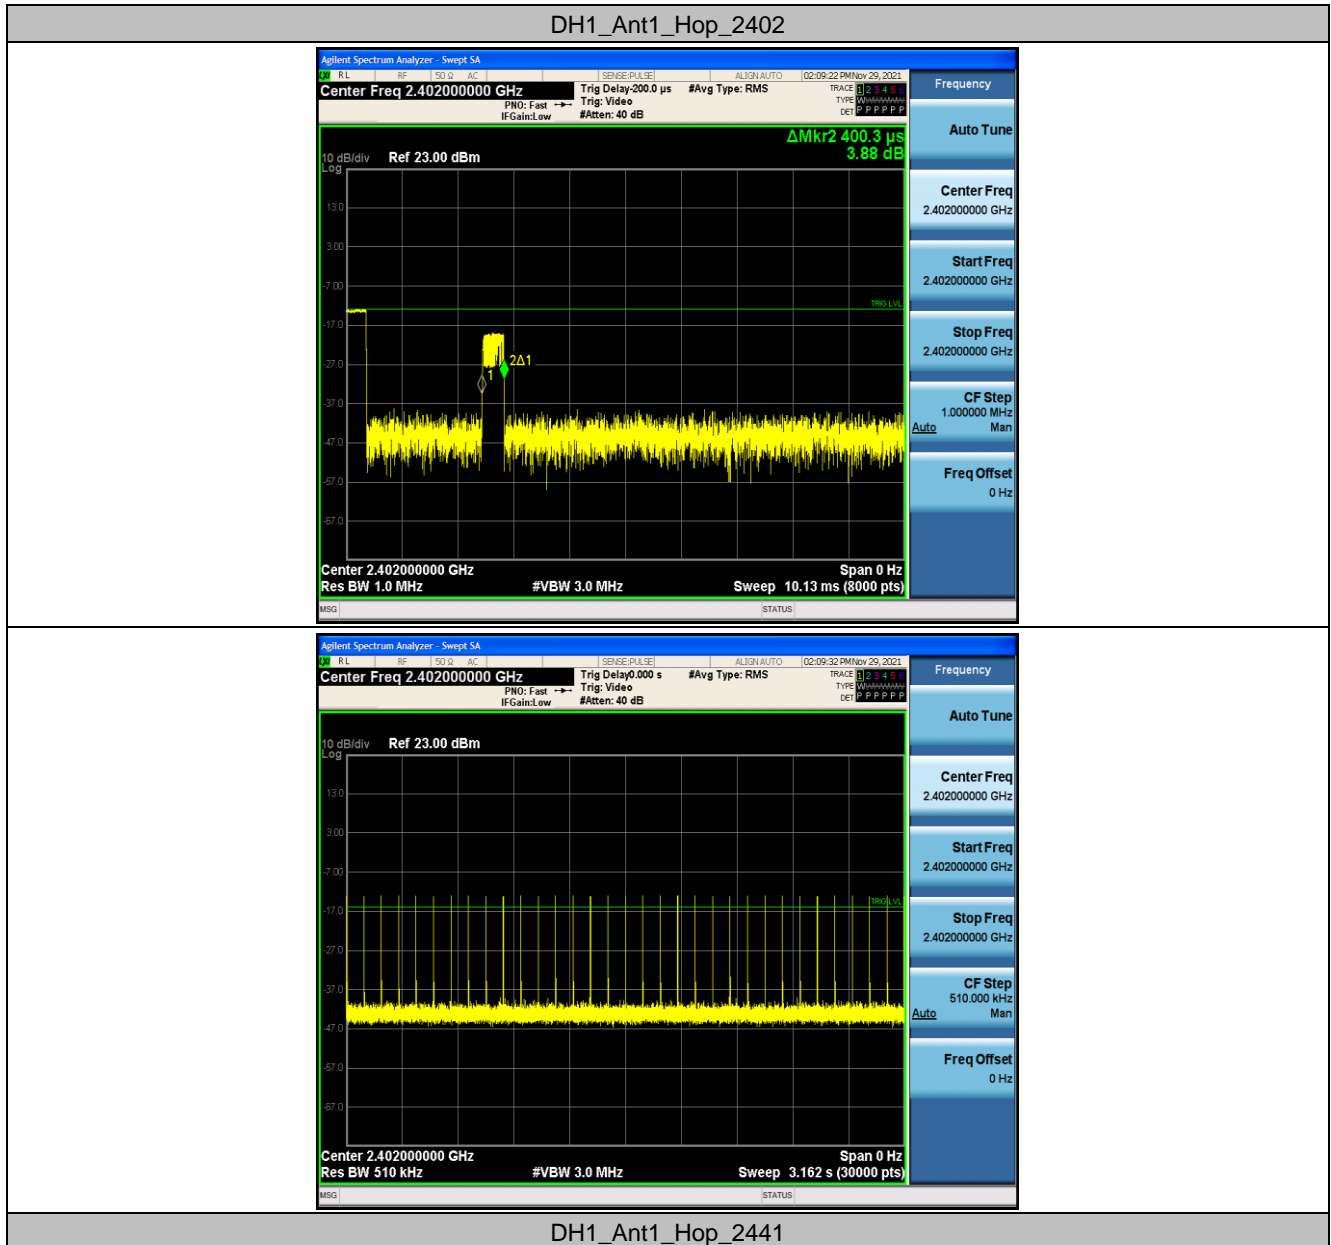 DH1_Ant1_Hop_2402
Agilent Spectrum Analyzer - Swept SA
RL RF 50 Ω AC SENSE:PULSE ALIGN AUTO 02:09:22 PM Nov 29, 2021
Center Freq 2.402000000 GHz
PNO: Fast
IFGain:Low
Trig Delay-200.0 µs
Trig: Video
#Atten: 40 dB
#Avg Type: RMS
TRACE 1 2 3 4 5 6
TYPE W
DET P P P P P P
ΔMkr2 400.3 µs
3.88 dB
10 dB/div Ref 23.00 dBm
Log
13.0
3.00
-7.00
TRIG LVL
-17.0
-27.0
2Δ1
1
-37.0
-47.0
-57.0
-67.0
Center 2.402000000 GHz Span 0 Hz
Res BW 1.0 MHz #VBW 3.0 MHz Sweep 10.13 ms (8000 pts)
MSG STATUS
Frequency
Auto Tune
Center Freq
2.402000000 GHz
Start Freq
2.402000000 GHz
Stop Freq
2.402000000 GHz
CF Step
1.000000 MHz
Auto Man
Freq Offset
0 Hz
Agilent Spectrum Analyzer - Swept SA
RL RF 50 Ω AC SENSE:PULSE ALIGN AUTO 02:09:32 PM Nov 29, 2021
Center Freq 2.402000000 GHz
PNO: Fast
IFGain:Low
Trig Delay0.000 s
Trig: Video
#Atten: 40 dB
#Avg Type: RMS
TRACE 1 2 3 4 5 6
TYPE W
DET P P P P P P
10 dB/div Ref 23.00 dBm
Log
13.0
3.00
-7.00
TRIG LVL
-17.0
-27.0
-37.0
-47.0
-57.0
-67.0
Center 2.402000000 GHz Span 0 Hz
Res BW 510 kHz #VBW 3.0 MHz Sweep 3.162 s (30000 pts)
MSG STATUS
Frequency
Auto Tune
Center Freq
2.402000000 GHz
Start Freq
2.402000000 GHz
Stop Freq
2.402000000 GHz
CF Step
510.000 kHz
Auto Man
Freq Offset
0 Hz
DH1_Ant1_Hop_2441